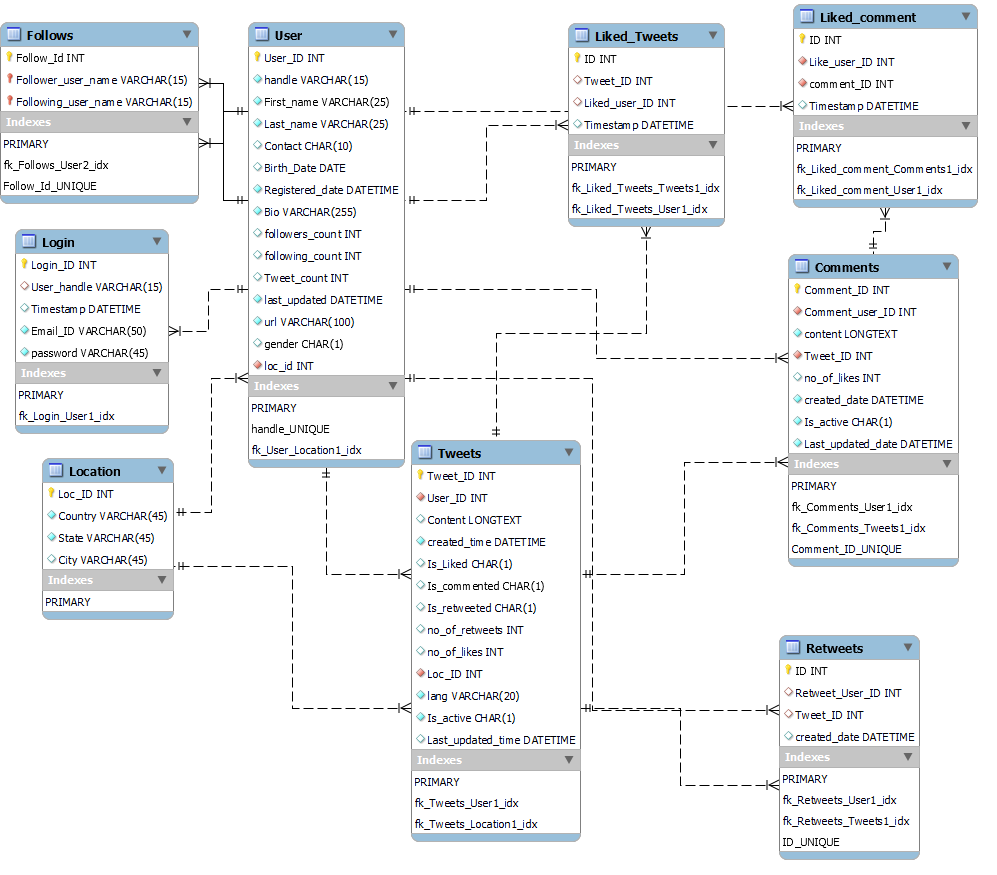 Follows
Follow_Id INT
Follower_user_name VARCHAR(15)
Following_user_name VARCHAR(15)
Indexes
PRIMARY
fk_Follows_User2_idx
Follow_Id_UNIQUE
User
User_ID INT
handle VARCHAR(15)
First_name VARCHAR(25)
Last_name VARCHAR(25)
Contact CHAR(10)
Birth_Date DATE
Registered_date DATETIME
Bio VARCHAR(255)
followers_count INT
following_count INT
Tweet_count INT
last_updated DATETIME
url VARCHAR(100)
gender CHAR(1)
loc_id INT
Indexes
PRIMARY
handle_UNIQUE
fk_User_Location1_idx
Liked_Tweets
ID INT
Tweet_ID INT
Liked_user_ID INT
Timestamp DATETIME
Indexes
PRIMARY
fk_Liked_Tweets_Tweets1_idx
fk_Liked_Tweets_User1_idx
Liked_comment
ID INT
Like_user_ID INT
comment_ID INT
Timestamp DATETIME
Indexes
PRIMARY
fk_Liked_comment_Comments1_idx
fk_Liked_comment_User1_idx
Login
Login_ID INT
User_handle VARCHAR(15)
Timestamp DATETIME
Email_ID VARCHAR(50)
password VARCHAR(45)
Indexes
PRIMARY
fk_Login_User1_idx
Comments
Comment_ID INT
Comment_user_ID INT
content LONGTEXT
Tweet_ID INT
no_of_likes INT
created_date DATETIME
Is_active CHAR(1)
Last_updated_date DATETIME
Indexes
PRIMARY
fk_Comments_User1_idx
fk_Comments_Tweets1_idx
Comment_ID_UNIQUE
Location
Loc_ID INT
Country VARCHAR(45)
State VARCHAR(45)
City VARCHAR(45)
Indexes
PRIMARY
Tweets
Tweet_ID INT
User_ID INT
Content LONGTEXT
created_time DATETIME
Is_Liked CHAR(1)
Is_commented CHAR(1)
Is_retweeted CHAR(1)
no_of_retweets INT
no_of_likes INT
Loc_ID INT
lang VARCHAR(20)
Is_active CHAR(1)
Last_updated_time DATETIME
Indexes
PRIMARY
fk_Tweets_User1_idx
fk_Tweets_Location1_idx
Retweets
ID INT
Retweet_User_ID INT
Tweet_ID INT
created_date DATETIME
Indexes
PRIMARY
fk_Retweets_User1_idx
fk_Retweets_Tweets1_idx
ID_UNIQUE